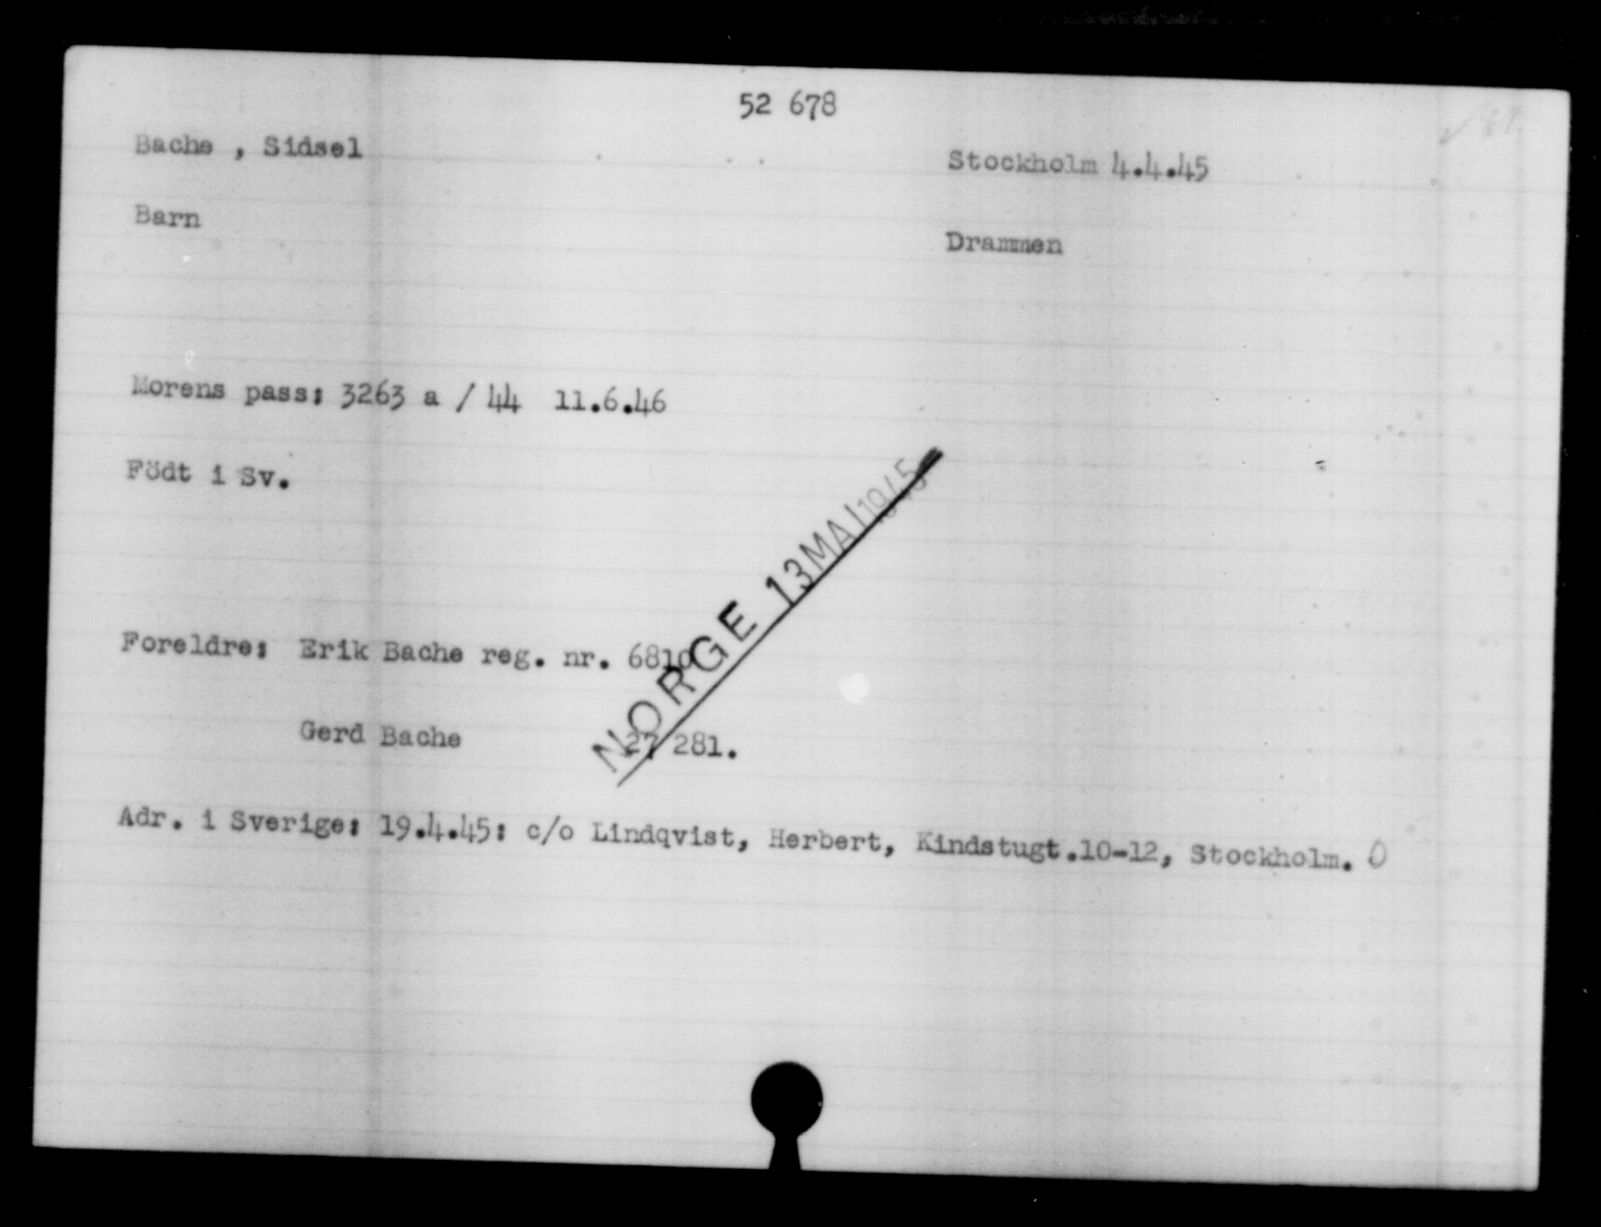 52 678
Bache , Sidsel
Stockholm 4.4.45
Barn
Drammen
Morens pass: 3263 a / 44 11.6.46
Födt i Sv.
NORGE 13 MAI 1945
Foreldre: Erik Bache reg. nr. 6810
Gerd Bache 27 281.
Adr. i Sverige: 19.4.45: c/o Lindqvist, Herbert, Kindstugt.10-12, Stockholm. O